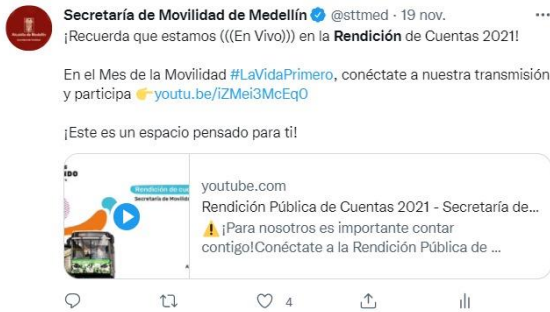 Secretaría de Movilidad de Medellín @sttmed · 19 nov.
¡Recuerda que estamos (((En Vivo))) en la Rendición de Cuentas 2021!
En el Mes de la Movilidad #LaVidaPrimero, conéctate a nuestra transmisión
y participa 👉youtu.be/iZMei3McEq0
¡Este es un espacio pensado para ti!
Rendición de cue
Secretaría de Movilid
youtube.com
Rendición Pública de Cuentas 2021 - Secretaría de...
⚠️ ¡Para nosotros es importante contar
contigo!Conéctate a la Rendición Pública de ...
4